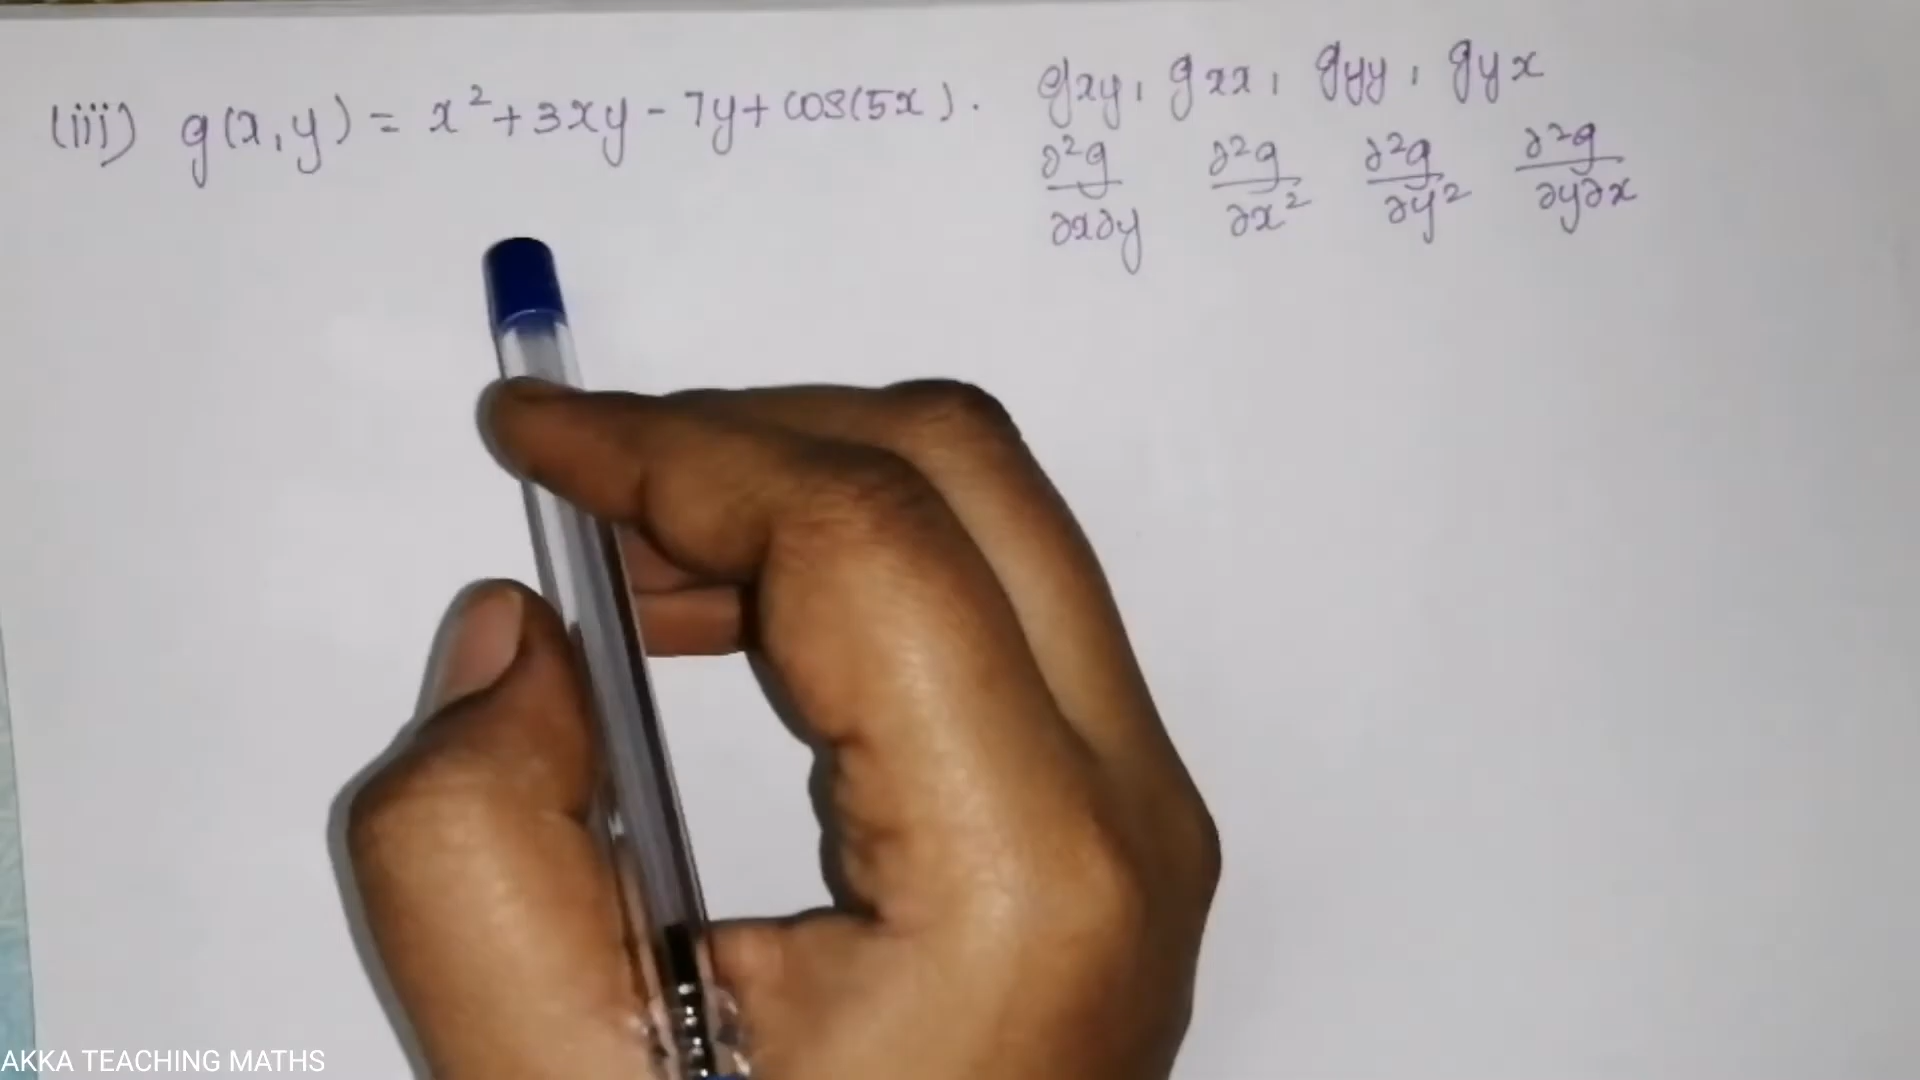 (iii) g(x,y) = x²+3xy-7y+cos(5x). gxy, gxx, gyy, gyx
∂²g/∂x∂y ∂²g/∂x² ∂²g/∂y² ∂²g/∂y∂x
AKKA TEACHING MATHS